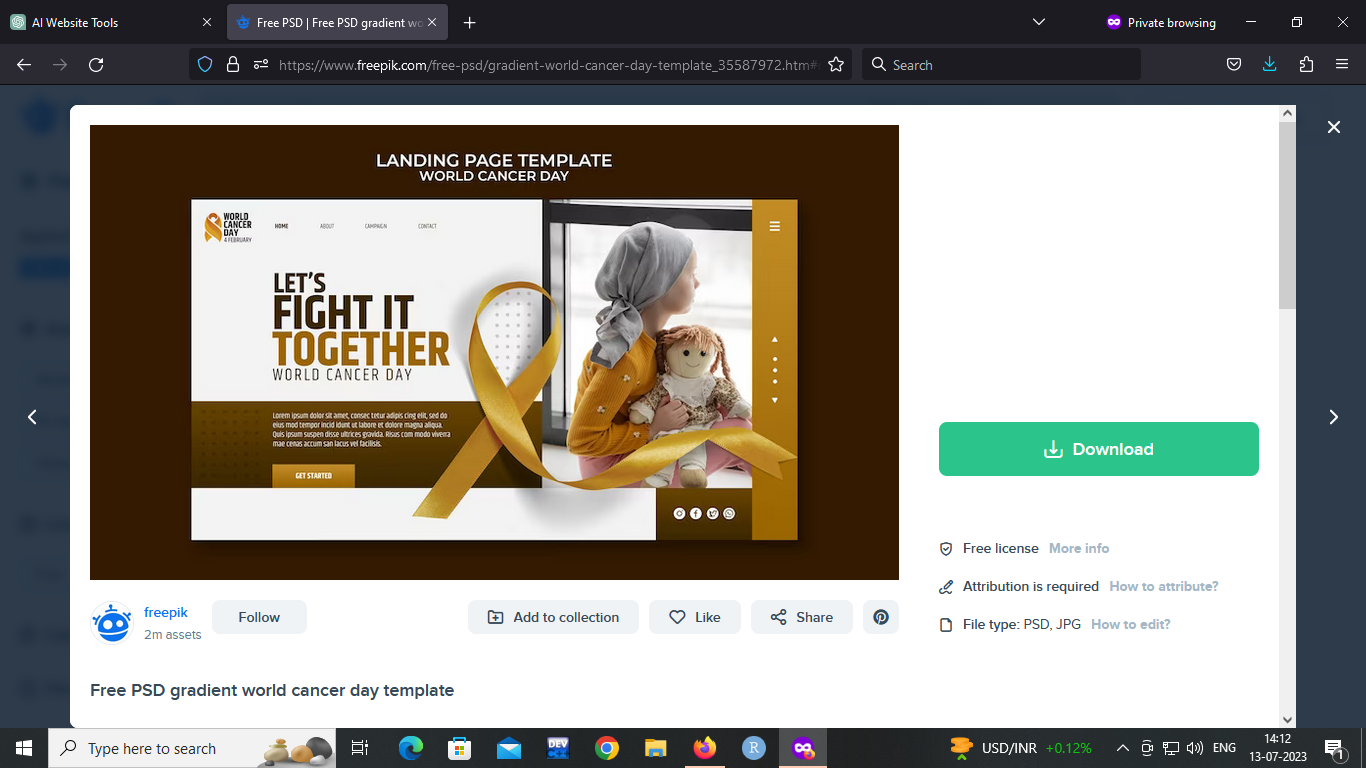 AI Website Tools
Free PSD | Free PSD gradient wo
Private browsing
https://www.freepik.com/free-psd/gradient-world-cancer-day-template_35587972.htm#
Search
LANDING PAGE TEMPLATE
WORLD CANCER DAY
WORLD
CANCER
DAY
4 FEBRUARY
HOME ABOUT CAMPAIGN CONTACT
LET'S
FIGHT IT
TOGETHER
WORLD CANCER DAY
Lorem ipsum dolor sit amet, consec tetur adipis cing elit, sed do
eius mod tempor incid idunt ut labore et dolore magna aliqua.
Quis ipsum suspen disse ultrices gravida. Risus com modo viverra
mae cenas accum san lacus vel facilisis.
GET STARTED
Download
Free license More info
Attribution is required How to attribute?
File type: PSD, JPG How to edit?
freepik
2m assets
Follow
Add to collection
Like
Share
Free PSD gradient world cancer day template
Type here to search
DEV
R
USD/INR +0.12%
ENG
14:12
13-07-2023
1